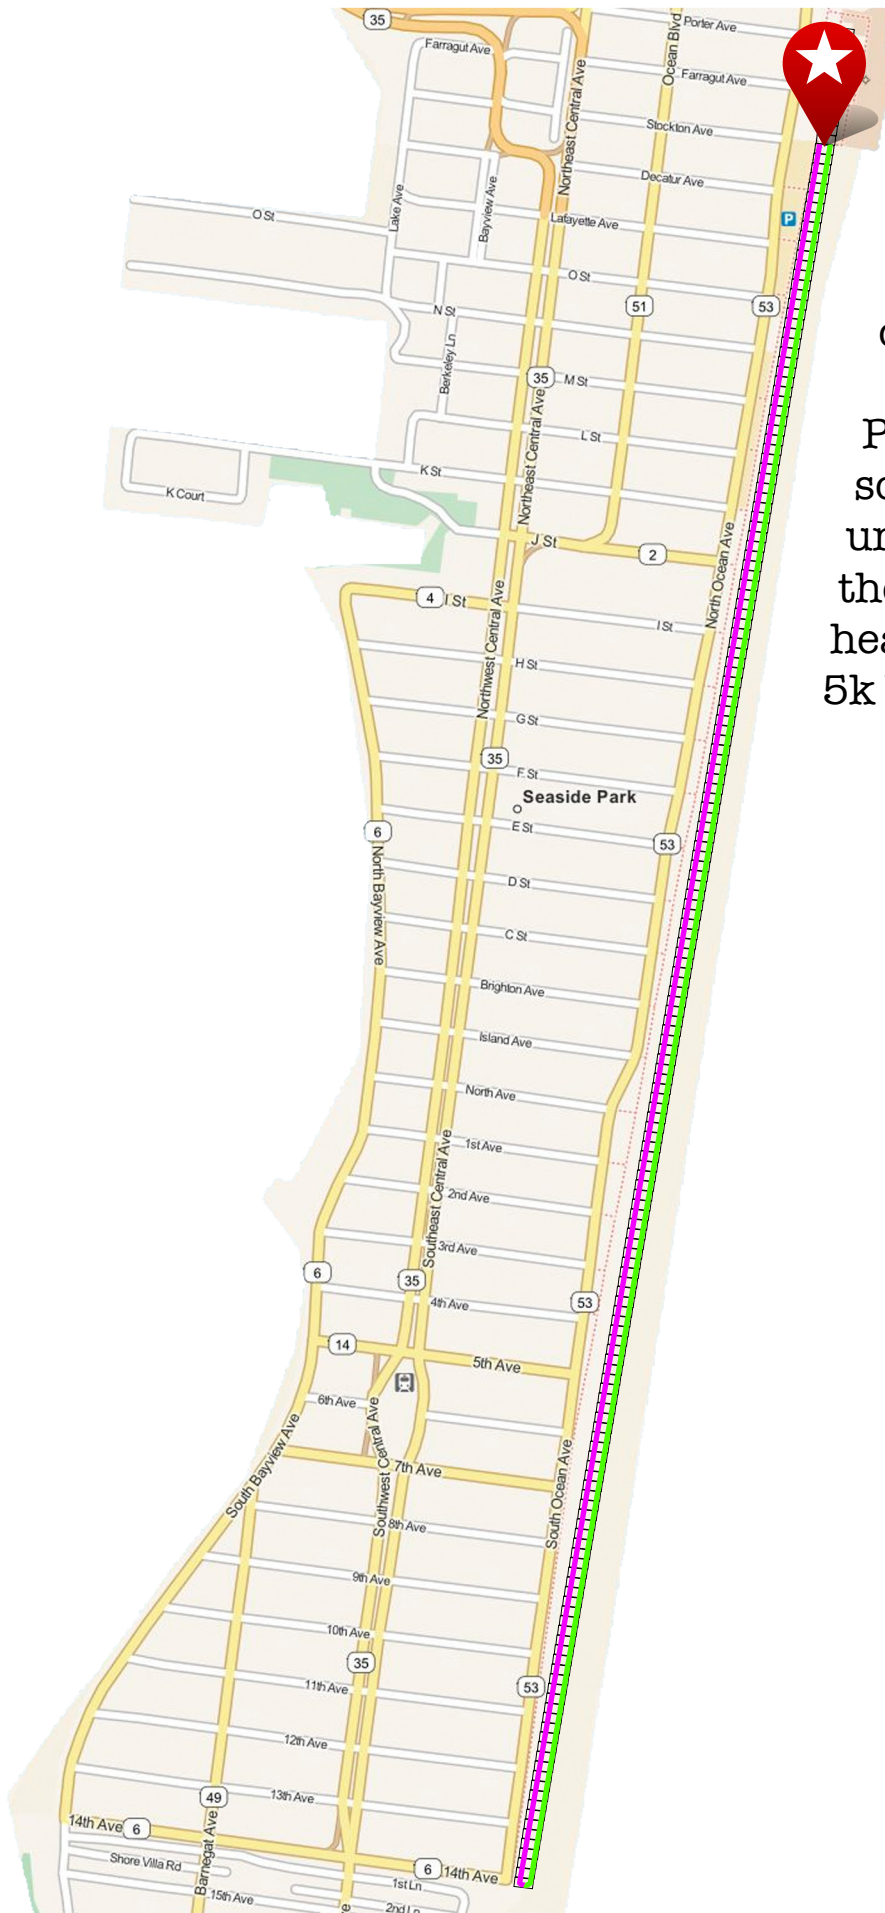 35
Porter Ave
Farragut Ave
Ocean Blvd
Farragut Ave
Northeast Central Ave
Stockton Ave
Decatur Ave
Lake Ave
Bayview Ave
O St
Lafayette Ave
P
O St
N St
51
53
Berkeley Ln
35
M St
Northeast Central Ave
L St
K St
K Court
J St
2
North Ocean Ave
4
I St
I St
Northwest Central Ave
H St
G St
35
F St
Seaside Park
E St
6
53
North Bayview Ave
D St
C St
Brighton Ave
Island Ave
North Ave
Southeast Central Ave
1st Ave
2nd Ave
3rd Ave
6
35
4th Ave
53
14
5th Ave
6th Ave
South Bayview Ave
Southwest Central Ave
7th Ave
South Ocean Ave
8th Ave
9th Ave
10th Ave
35
11th Ave
53
12th Ave
49
13th Ave
14th Ave
6
Barnegat Ave
6
14th Ave
Shore Villa Rd
1st Ln
15th Ave
2nd Ln
P
5k